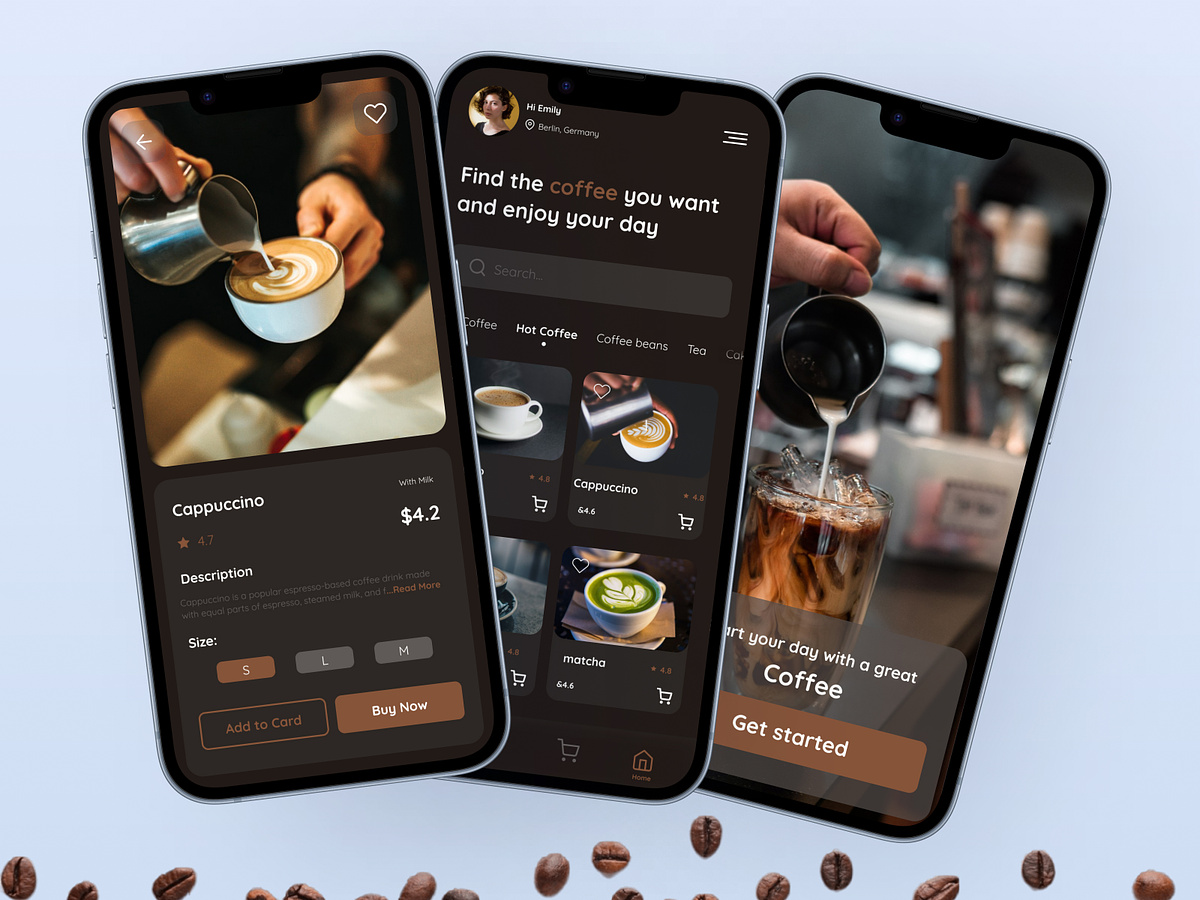 Cappuccino
With Milk
$4.2
4.7
Description
Cappuccino is a popular espresso-based coffee drink made
with equal parts of espresso, steamed milk, and f...Read More
Size:
S
L
M
Add to Card
Buy Now
Hi Emily
Berlin, Germany
Find the coffee you want
and enjoy your day
Search...
Coffee
Hot Coffee
Coffee beans
Tea
4.8
Cappuccino
4.8
&4.6
4.8
matcha
4.8
&4.6
Home
art your day with a great
Coffee
Get started